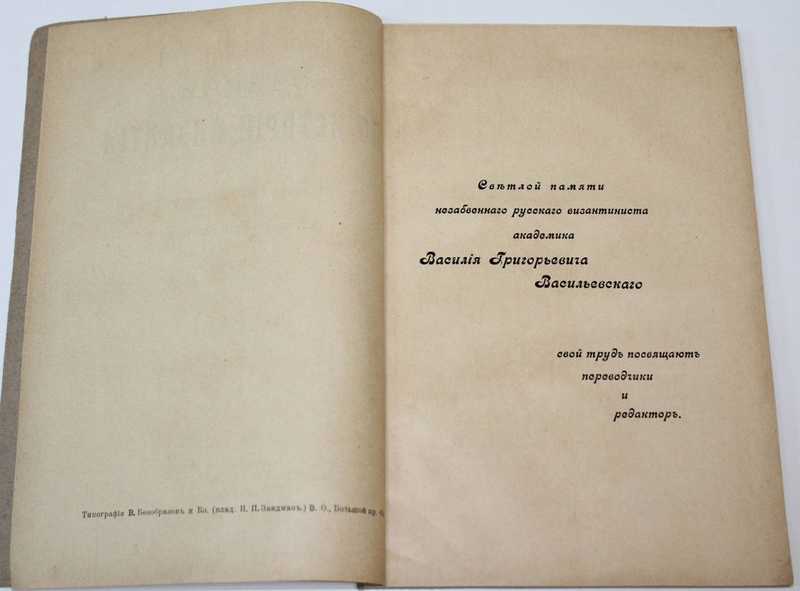 Типографія В. Безобразовъ и Ко. (влад. Н. П. Зандманъ.) В. О., Большой пр.
Свѣтлой памяти
незабвеннаго русскаго византиниста
академика
Василія Григорьевича
Васильевскаго
свой трудъ посвящаютъ
переводчики
и
редакторъ.